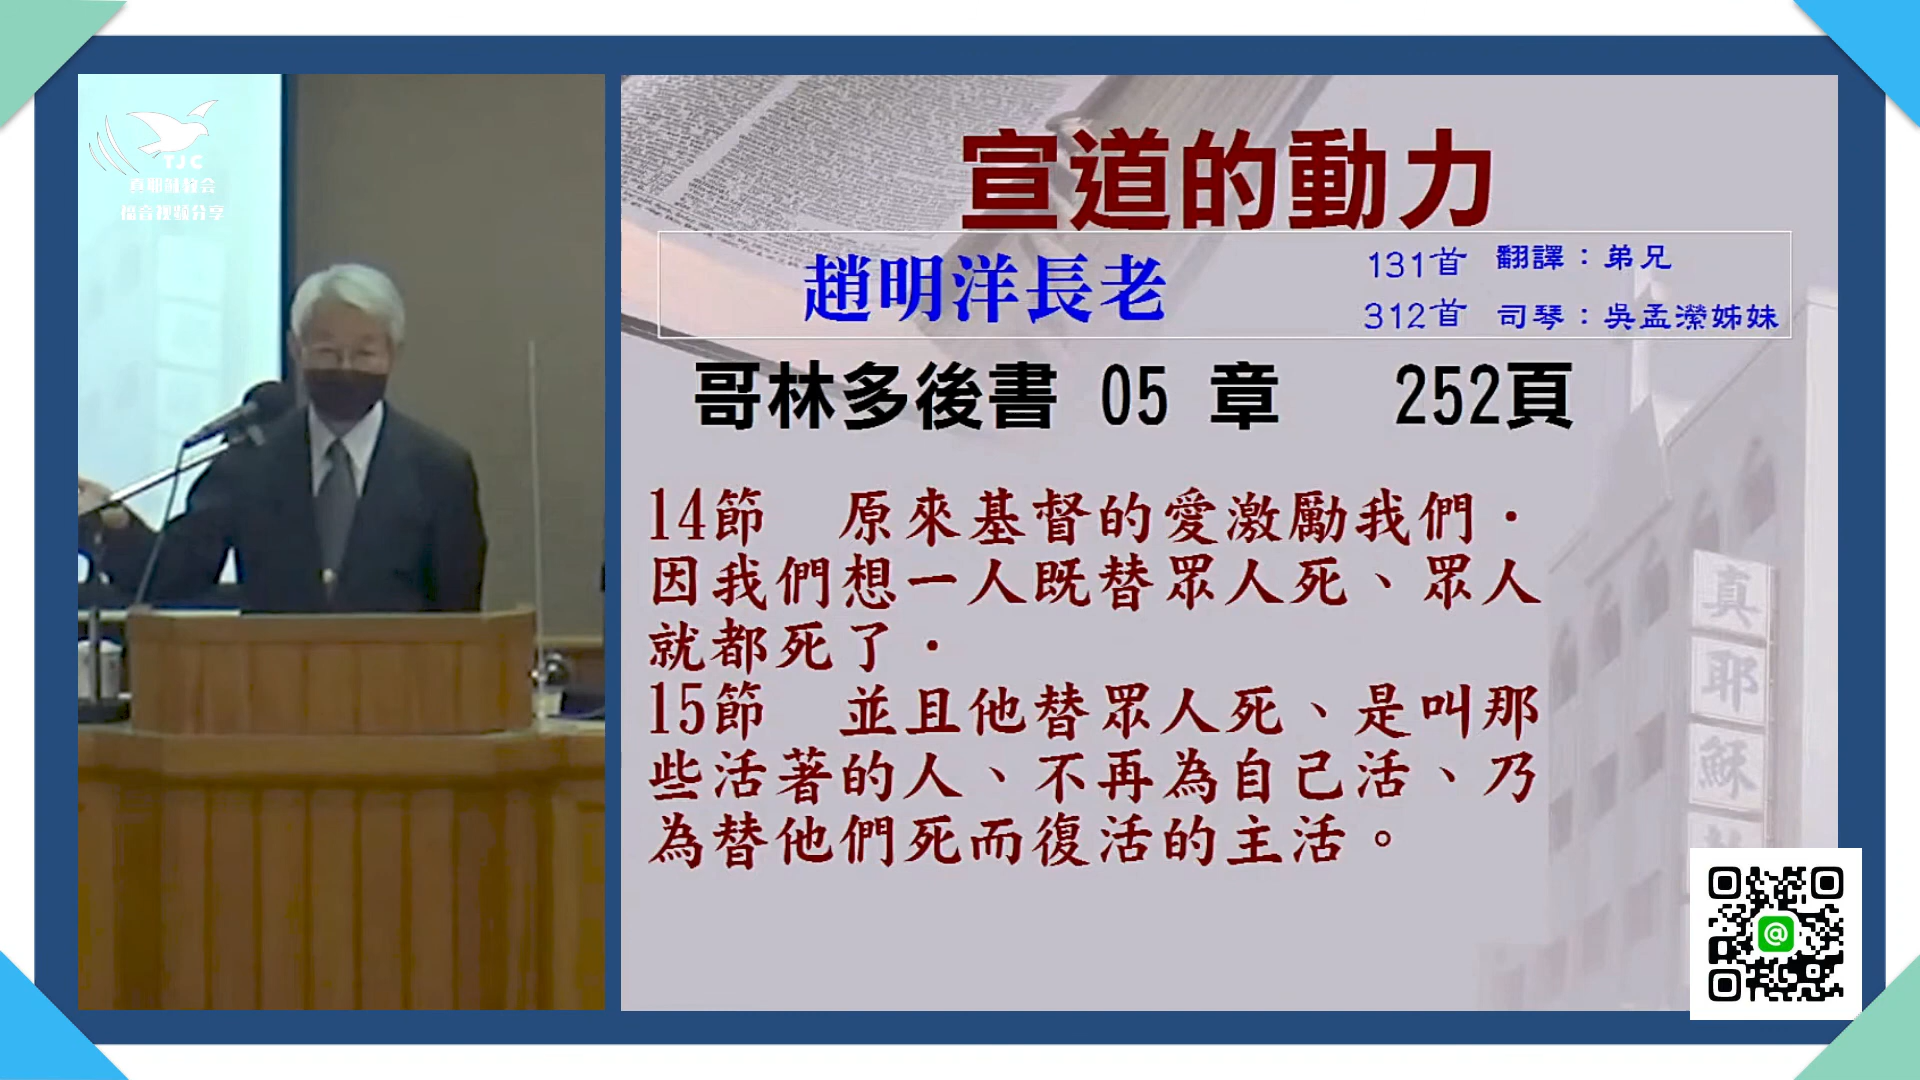 TJC
真耶穌教会
福音视频分享
宣道的動力
趙明洋長老
131首 翻譯：弟兄
312首 司琴：吳孟瀠姊妹
哥林多後書 05 章 252頁
14節 原來基督的愛激勵我們．
因我們想一人既替眾人死、眾人
就都死了．
15節 並且他替眾人死、是叫那
些活著的人、不再為自己活、乃
為替他們死而復活的主活。
真
耶
穌